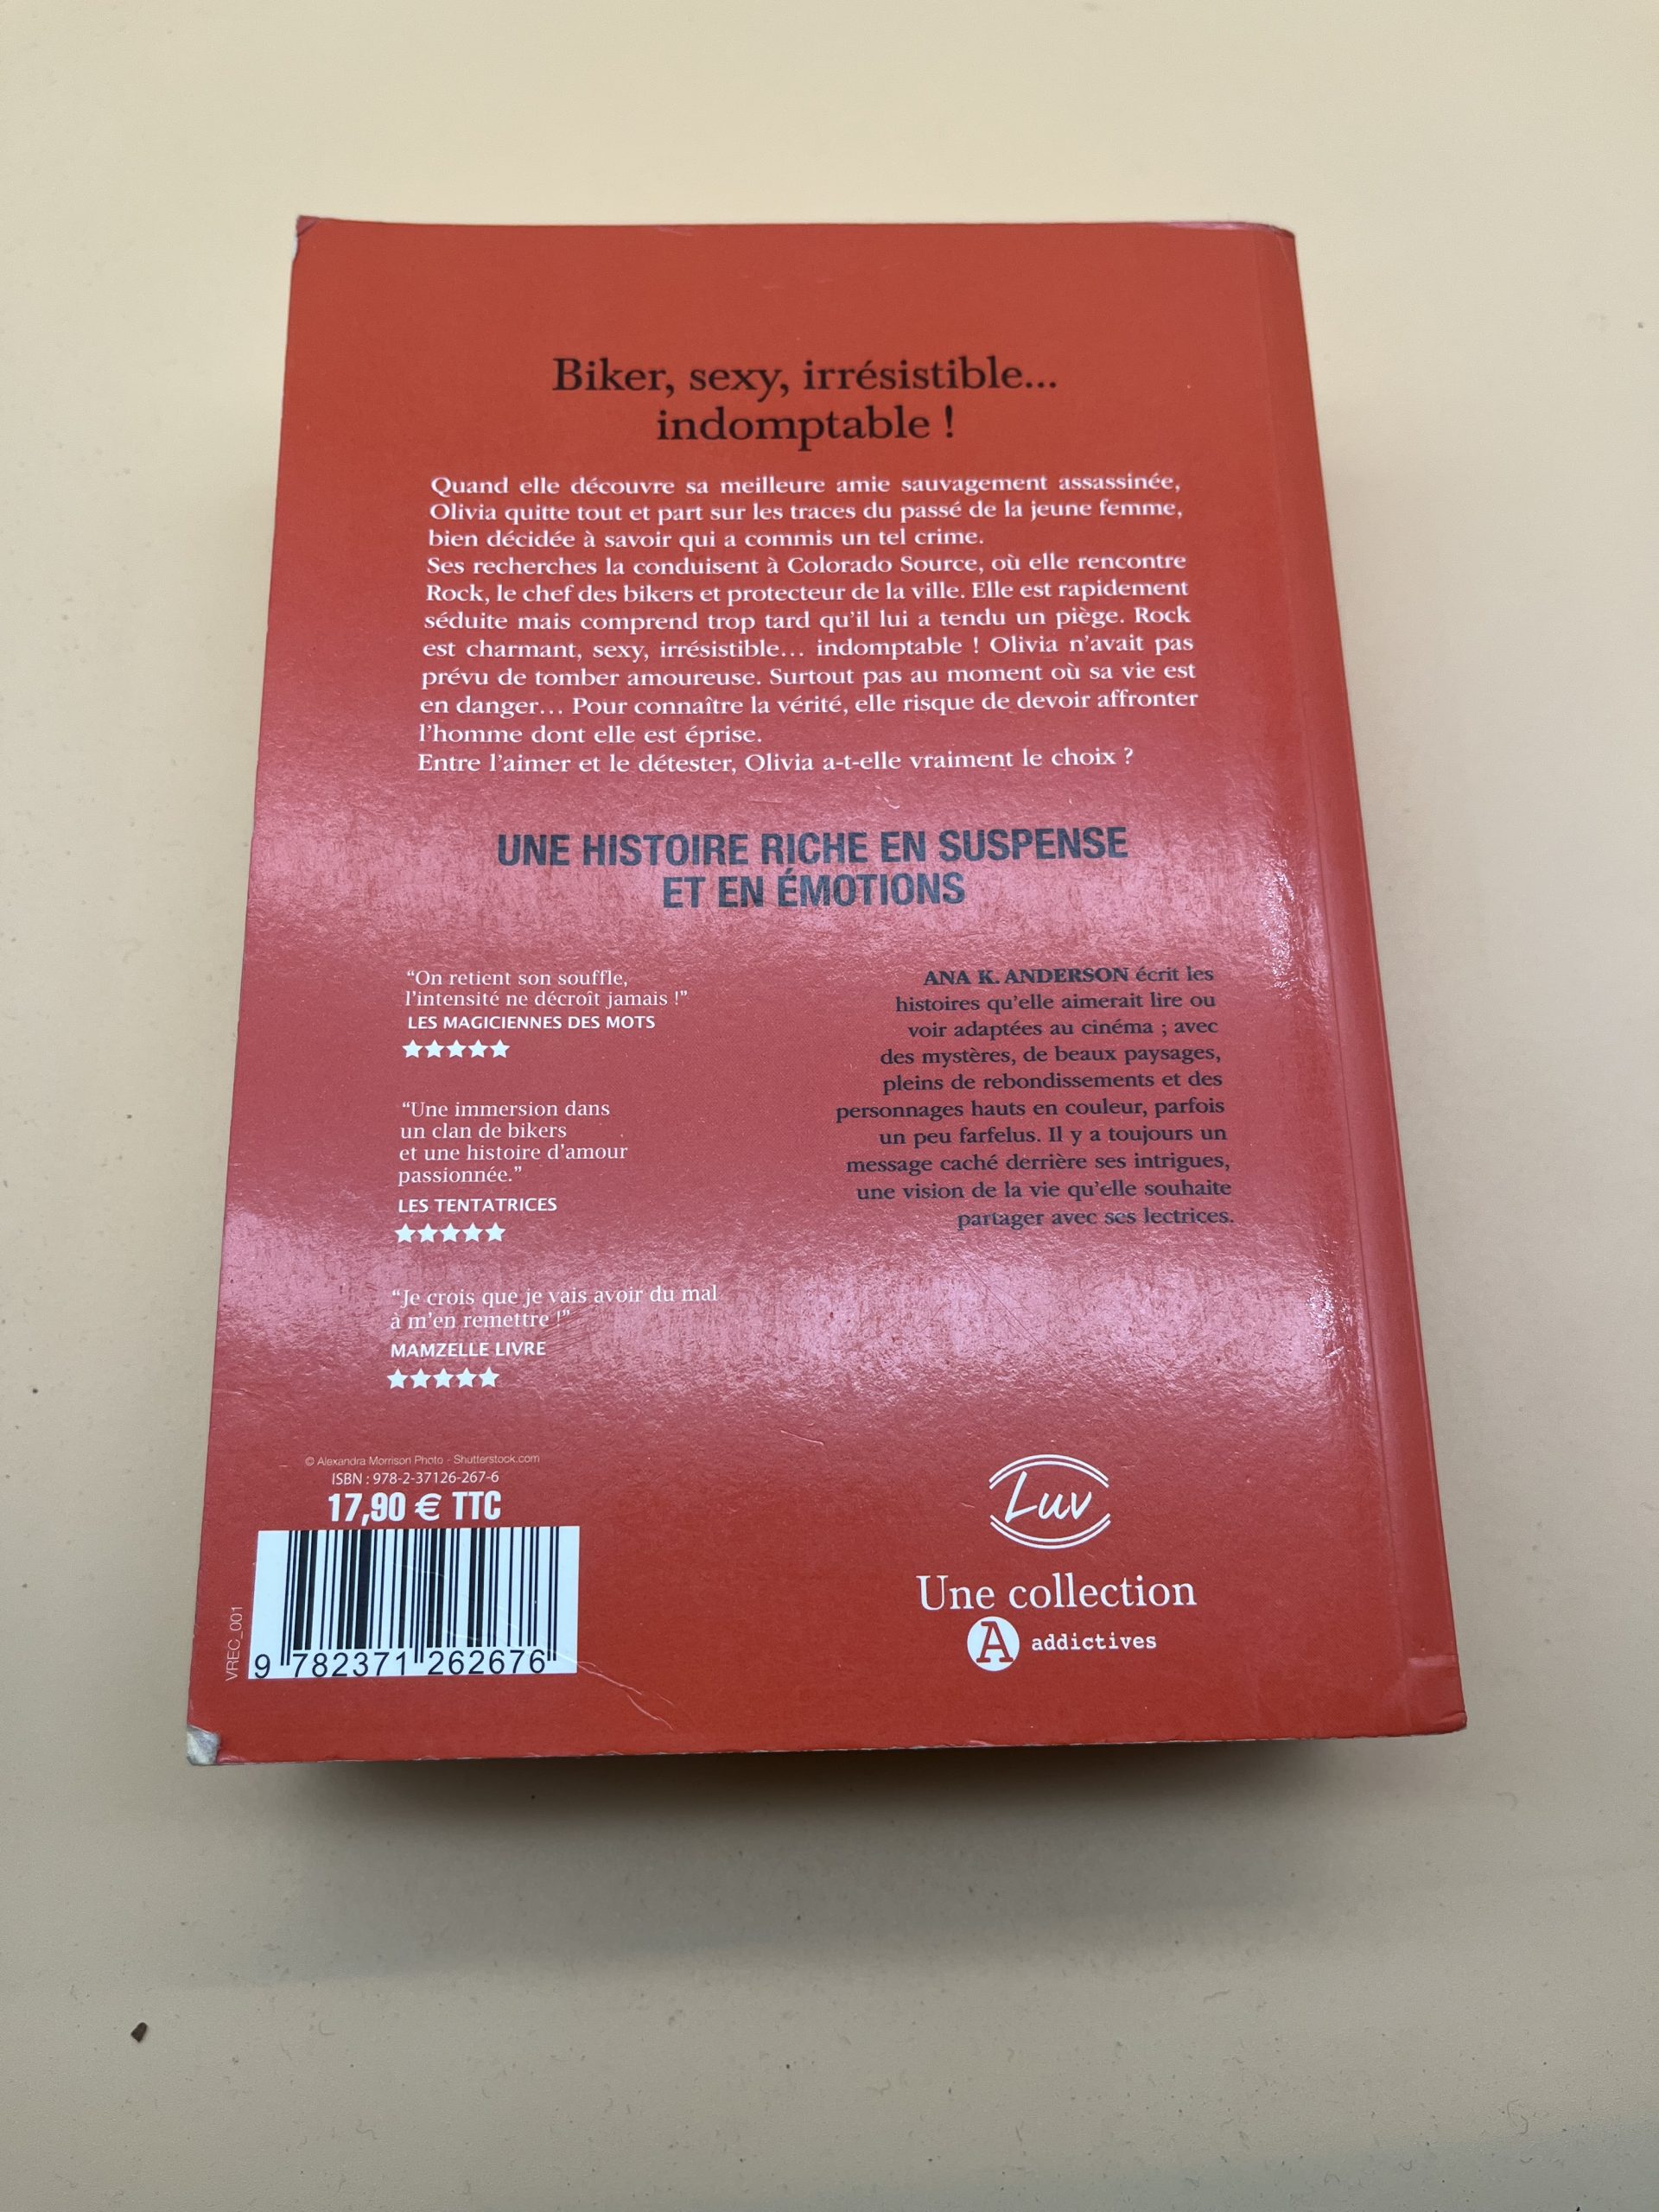 Biker, sexy, irrésistible...
indomptable !
Quand elle découvre sa meilleure amie sauvagement assassinée,
Olivia quitte tout et part sur les traces du passé de la jeune femme,
bien décidée à savoir qui a commis un tel crime.
Ses recherches la conduisent à Colorado Source, où elle rencontre
Rock, le chef des bikers et protecteur de la ville. Elle est rapidement
séduite mais comprend trop tard qu’il lui a tendu un piège. Rock
est charmant, sexy, irrésistible… indomptable ! Olivia n’avait pas
prévu de tomber amoureuse. Surtout pas au moment où sa vie est
en danger… Pour connaître la vérité, elle risque de devoir affronter
l’homme dont elle est éprise.
Entre l’aimer et le détester, Olivia a-t-elle vraiment le choix ?
UNE HISTOIRE RICHE EN SUSPENSE
ET EN ÉMOTIONS
“On retient son souffle,
l’intensité ne décroît jamais !”
LES MAGICIENNES DES MOTS
“Une immersion dans
un clan de bikers
et une histoire d’amour
passionnée.”
LES TENTATRICES
“Je crois que je vais avoir du mal
à m’en remettre !”
MAMZELLE LIVRE
ANA K. ANDERSON écrit les
histoires qu’elle aimerait lire ou
voir adaptées au cinéma ; avec
des mystères, de beaux paysages,
pleins de rebondissements et des
personnages hauts en couleur, parfois
un peu farfelus. Il y a toujours un
message caché derrière ses intrigues,
une vision de la vie qu’elle souhaite
partager avec ses lectrices.
© Alexandra Morrison Photo - Shutterstock.com
ISBN : 978-2-37126-267-6
17,90 € TTC
VREC_001
9 782371 262676
Luv
Une collection
A addictives